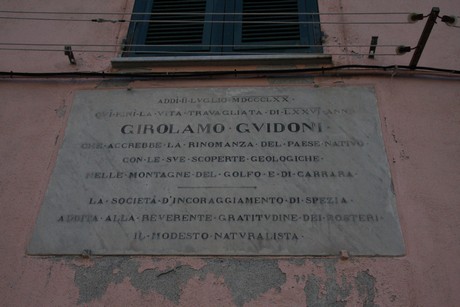 ADDI II LUGLIO MDCCCLXX
LA VITA TRAVAGLIATA DI LXXVI ANNI
GIROLAMO GVIDONI
CHE ACCREBBE LA RINOMANZA DEL PAESE NATIVO
CON LE SVE SCOPERTE GEOLOGICHE
NELLE MONTAGNE DEL GOLFO E DI CARRARA
LA SOCIETÀ D'INCORAGGIAMENTO DI SPEZIA
ADDITA ALLA REVERENTE GRATITVDINE DEI POSTERI
IL MODESTO NATVRALISTA